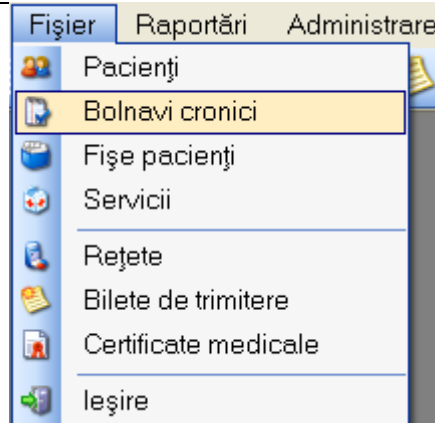 Fişier Raportări Administrare
Pacienţi
Bolnavi cronici
Fişe pacienţi
Servicii
Reţete
Bilete de trimitere
Certificate medicale
Ieşire